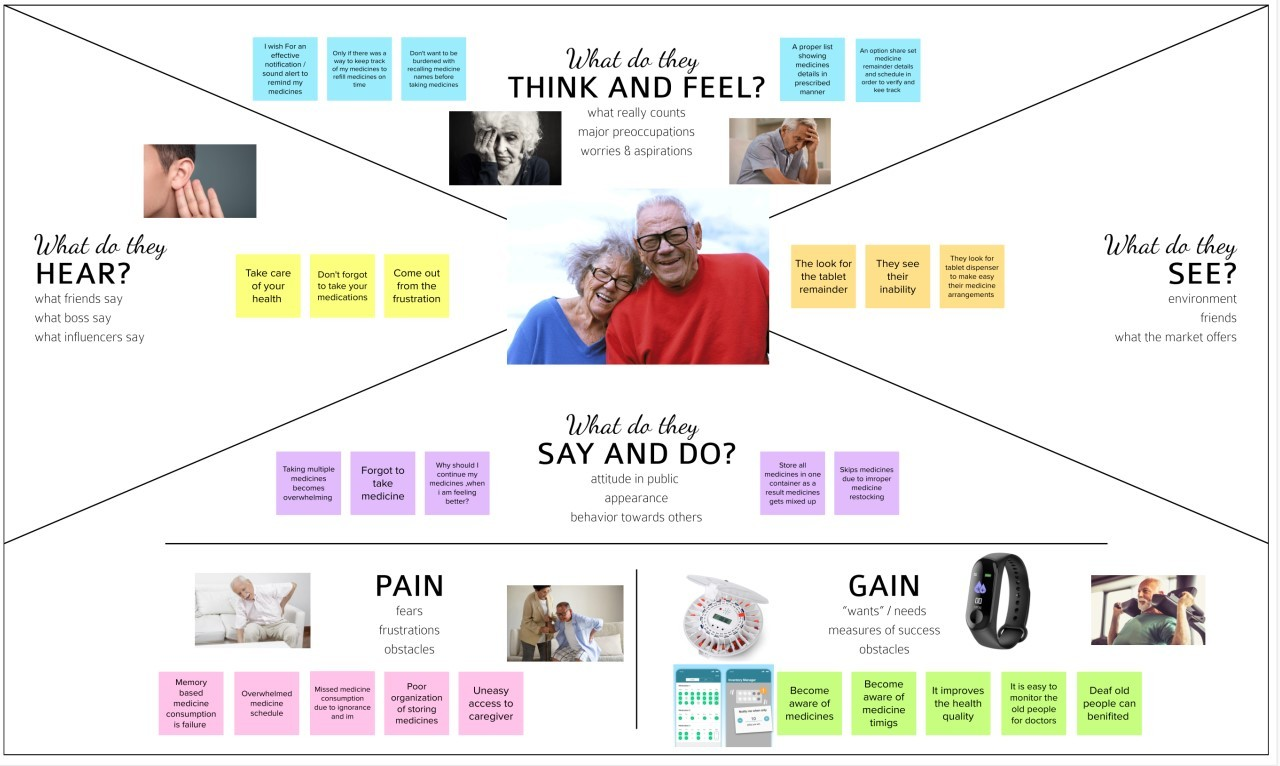 I wish For an
effective
notification /
sound alert to
remind my
medicines
Only if there was a
way to keep track
of my medicines to
refill medicines on
time
Don't want to be
burdened with
recalling medicine
names before
taking medicines
What do they
THINK AND FEEL?
what really counts
major preoccupations
worries & aspirations
A proper list
showing
medicines
details in
prescribed
manner
An option share set
medicine
remainder details
and schedule in
order to verify and
kee track
What do they
HEAR?
what friends say
what boss say
what influencers say
Take care
of your
health
Don't forgot
to take your
medications
Come out
from the
frustration
The look for
the tablet
remainder
They see
their
inability
They look for
tablet dispenser
to make easy
their medicine
arrangements
What do they
SEE?
environment
friends
what the market offers
What do they
SAY AND DO?
attitude in public
appearance
behavior towards others
Taking multiple
medicines
becomes
overwhelming
Forgot to
take
medicine
Why should I
continue my
medicines ,when
i am feeling
better?
Store all
medicines in one
container as a
result medicines
gets mixed up
Skips medicines
due to imroper
medicine
restocking
PAIN
fears
frustrations
obstacles
Memory
based
medicine
consumption
is failure
Overwhelmed
medicine
schedule
Missed medicine
consumption
due to ignorance
and im
Poor
organization
of storing
medicines
Uneasy
access to
caregiver
GAIN
"wants" / needs
measures of success
obstacles
Inventory Manager
Become
aware of
medicines
Become
aware of
medicine
timigs
It improves
the health
quality
It is easy to
monitor the
old people
for doctors
Deaf old
people can
benifited